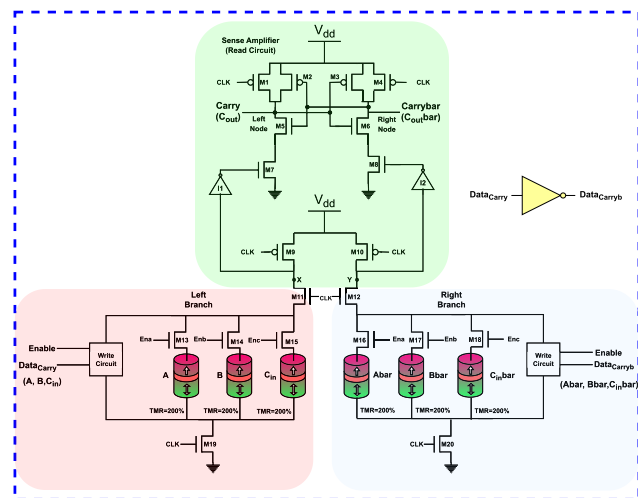 Vdd
Sense Amplifier
(Read Circuit)
CLK
M1
M2
M3
M4
CLK
Carry
(Cout)
Left
Node
M5
M6
Right
Node
Carrybar
(Coutbar)
M7
M8
I1
I2
DataCarry
DataCarryb
Vdd
CLK
M9
M10
CLK
X
Y
Left
Branch
M11
CLK
M12
Right
Branch
Ena
M13
Enb
M14
Enc
M15
M16
Ena
M17
Enb
M18
Enc
Enable
DataCarry
(A, B,Cin)
Write
Circuit
A
B
Cin
Abar
Bbar
Cinbar
Write
Circuit
Enable
DataCarryb
(Abar, Bbar,Cinbar)
TMR=200%
TMR=200%
TMR=200%
TMR=200%
TMR=200%
TMR=200%
CLK
M19
CLK
M20